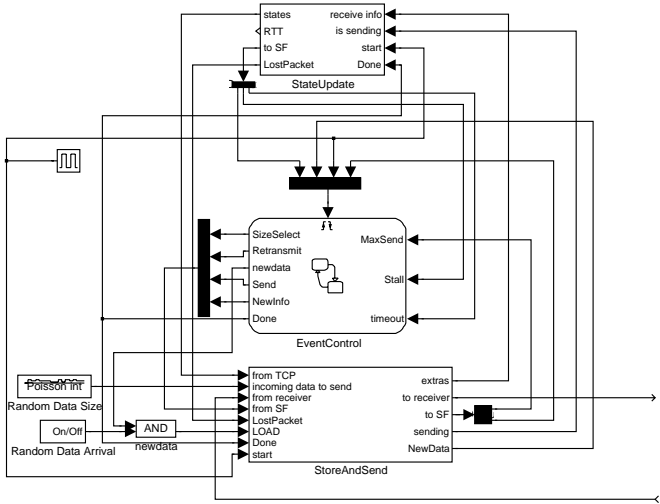 states
receive info
RTT
is sending
to SF
start
LostPacket
Done
StateUpdate
SizeSelect
MaxSend
Retransmit
newdata
Stall
Send
NewInfo
Done
timeout
EventControl
Poisson int
Random Data Size
On/Off
Random Data Arrival
AND
newdata
from TCP
extras
incoming data to send
from receiver
to receiver
from SF
to SF
LostPacket
LOAD
sending
Done
NewData
start
StoreAndSend